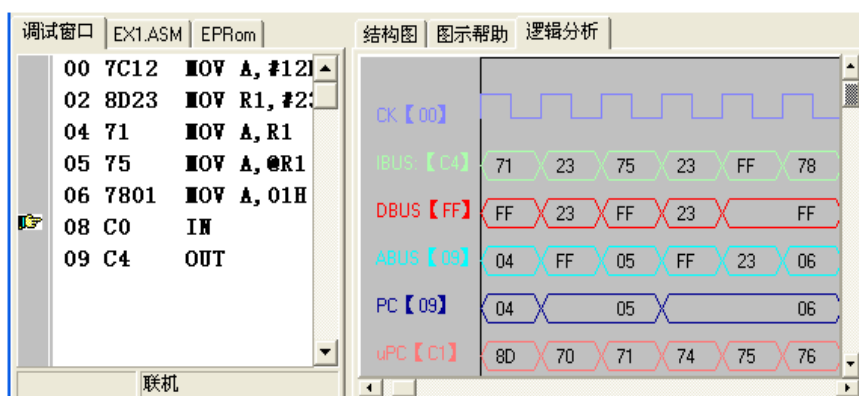 调试窗口 EX1.ASM EPRom
00 7C12 MOV A,#12
02 8D23 MOV R1,#2
04 71 MOV A,R1
05 75 MOV A,@R1
06 7801 MOV A,01H
08 C0 IN
09 C4 OUT
联机
结构图 图示帮助 逻辑分析
CK【00】
IBUS:【C4】 71 23 75 23 FF 78
DBUS【FF】 FF 23 FF 23 FF
ABUS【09】 04 FF 05 FF 23 06
PC【09】 04 05 06
uPC【C1】 8D 70 71 74 75 76